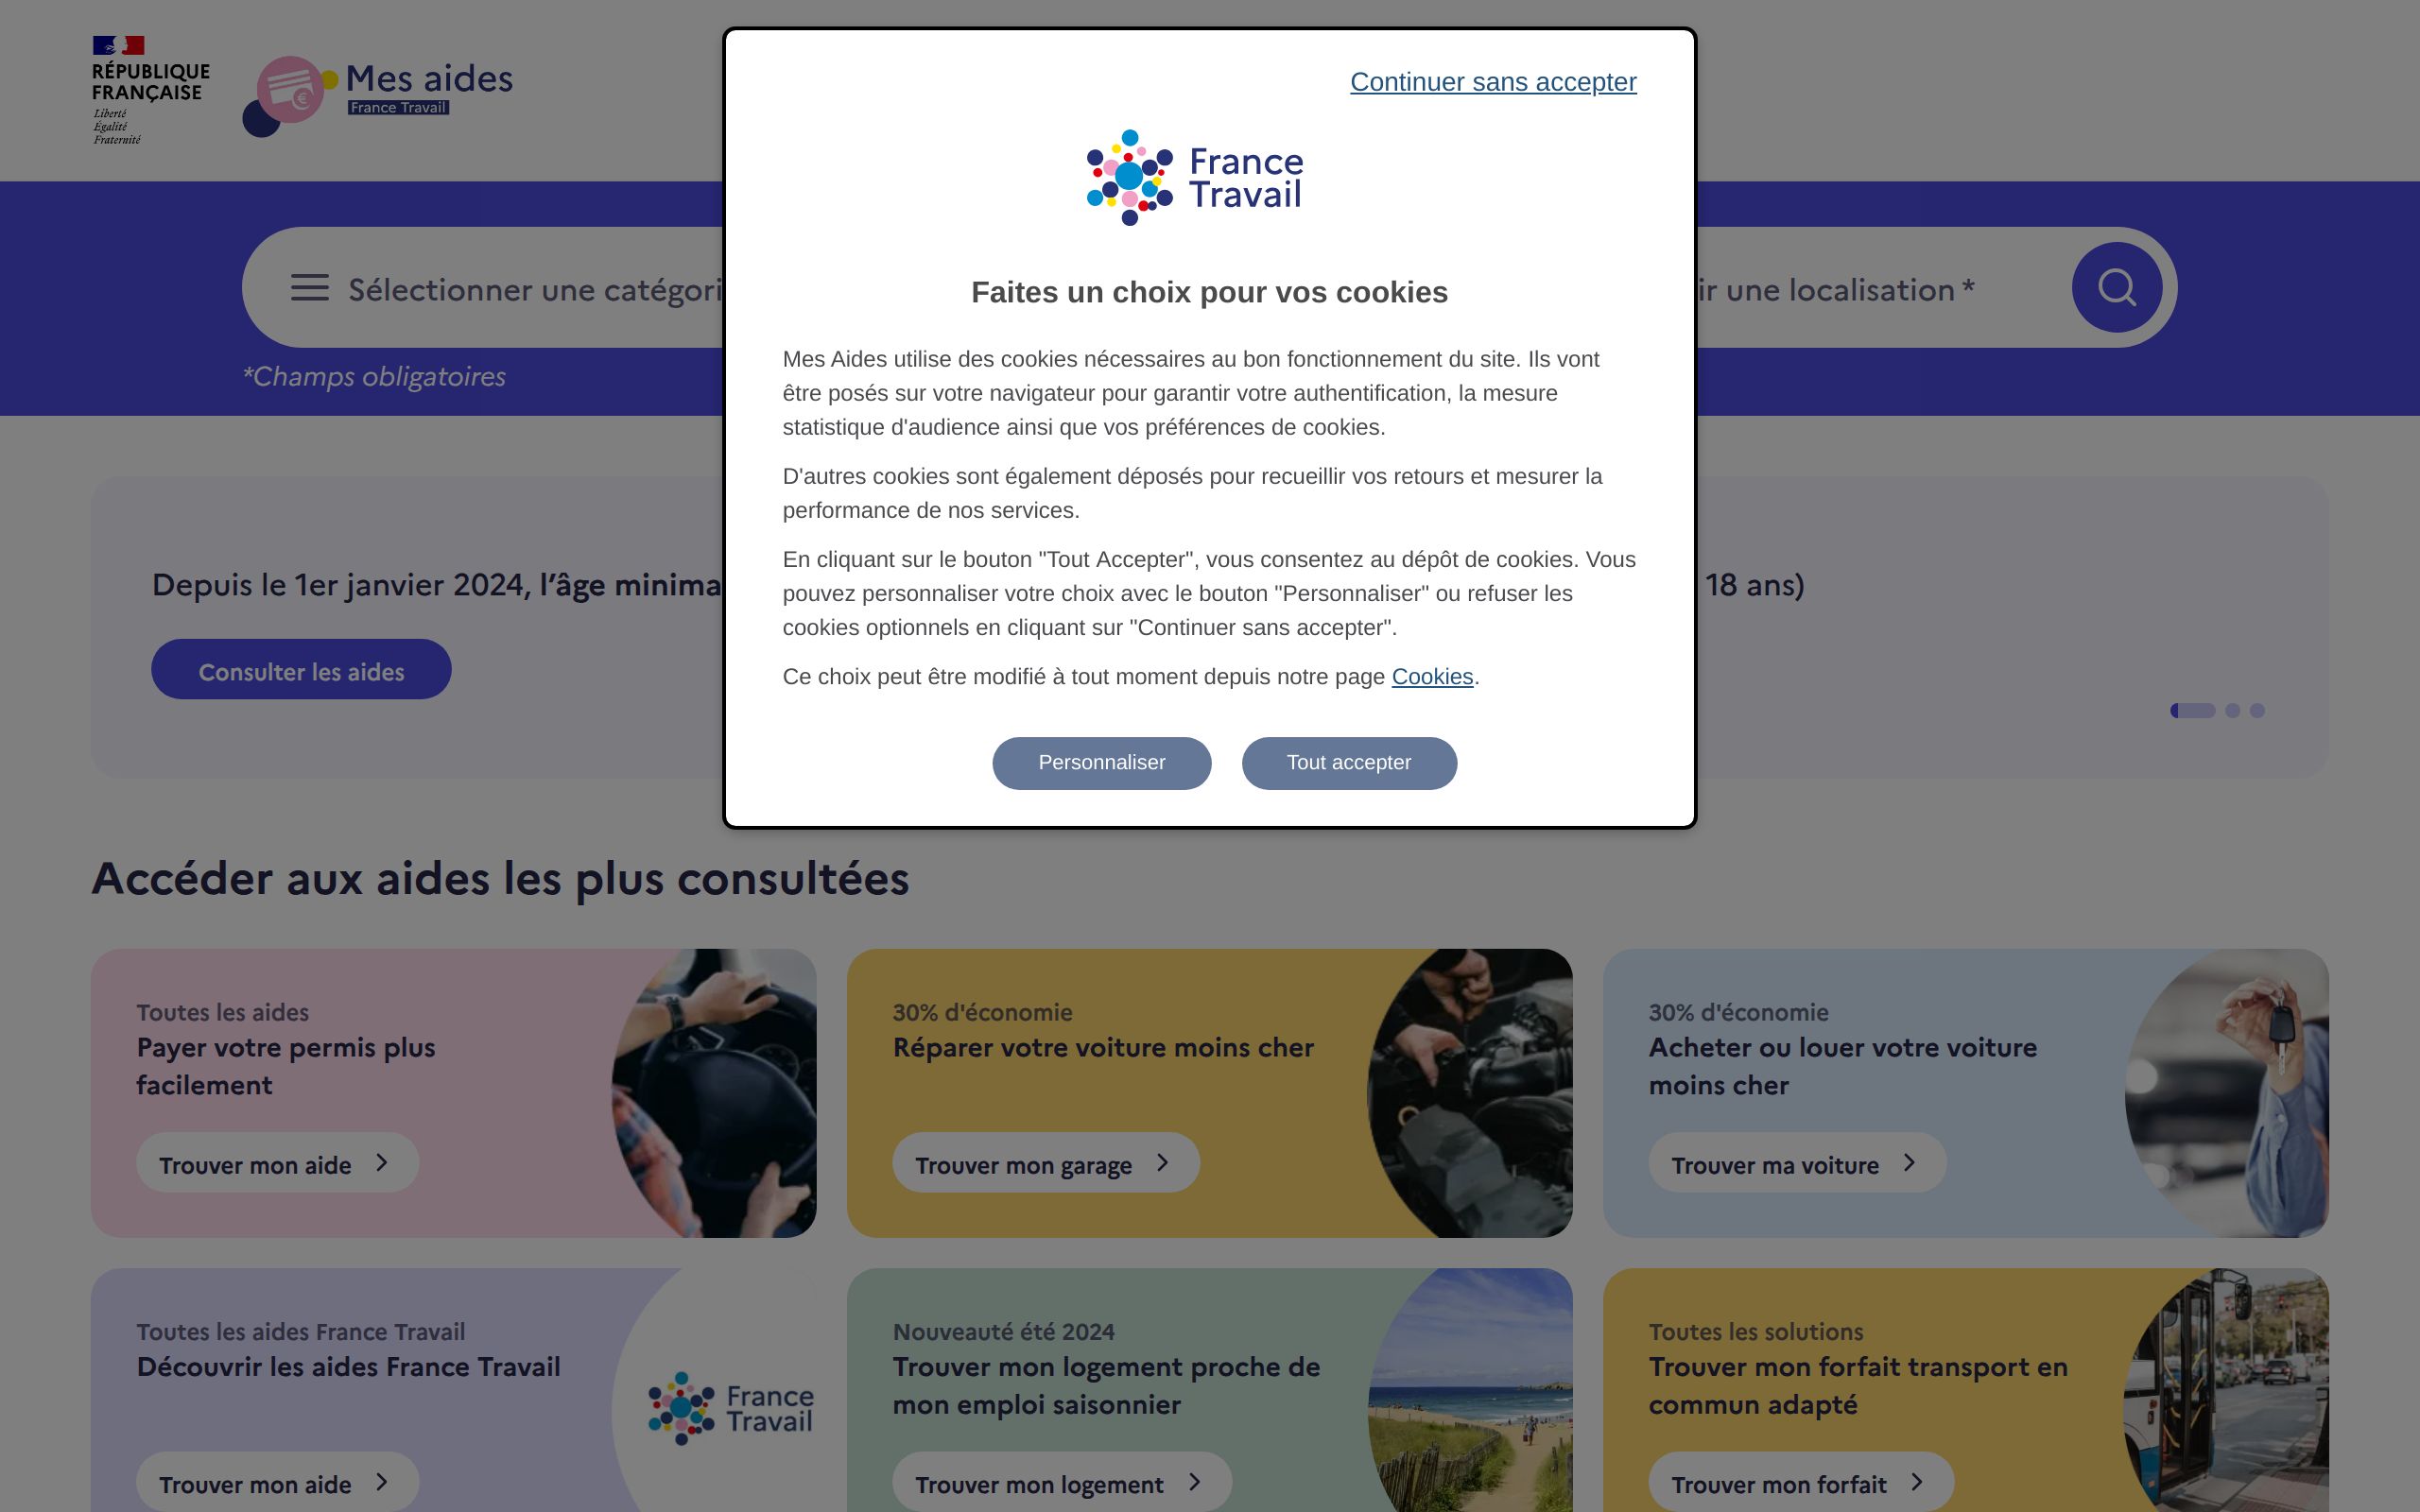 RÉPUBLIQUE
FRANÇAISE
Liberté
Égalité
Fraternité
Mes aides
France Travail
Sélectionner une catégori
ir une localisation *
*Champs obligatoires
Continuer sans accepter
France
Travail
Faites un choix pour vos cookies
Mes Aides utilise des cookies nécessaires au bon fonctionnement du site. Ils vont
être posés sur votre navigateur pour garantir votre authentification, la mesure
statistique d'audience ainsi que vos préférences de cookies.
D'autres cookies sont également déposés pour recueillir vos retours et mesurer la
performance de nos services.
En cliquant sur le bouton "Tout Accepter", vous consentez au dépôt de cookies. Vous
pouvez personnaliser votre choix avec le bouton "Personnaliser" ou refuser les
cookies optionnels en cliquant sur "Continuer sans accepter".
Ce choix peut être modifié à tout moment depuis notre page Cookies.
Personnaliser
Tout accepter
Depuis le 1er janvier 2024, l’âge minima
18 ans)
Consulter les aides
Accéder aux aides les plus consultées
Toutes les aides
Payer votre permis plus
facilement
Trouver mon aide
30% d'économie
Réparer votre voiture moins cher
Trouver mon garage
30% d'économie
Acheter ou louer votre voiture
moins cher
Trouver ma voiture
Toutes les aides France Travail
Découvrir les aides France Travail
Trouver mon aide
France
Travail
Nouveauté été 2024
Trouver mon logement proche de
mon emploi saisonnier
Trouver mon logement
Toutes les solutions
Trouver mon forfait transport en
commun adapté
Trouver mon forfait